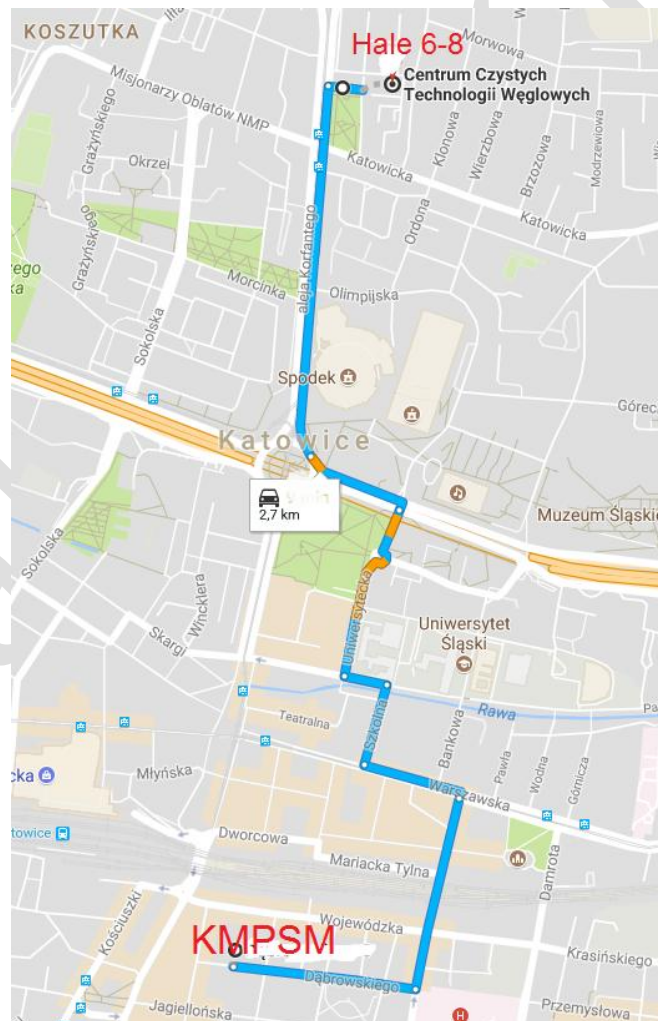 KOSZUTKA
Hale 6-8
Morwowa
Centrum Czystych
Technologii Węglowych
Misjonarzy Oblatów NMP
Grażyńskiego
Klonowa
Wierzbowa
Brzozowa
Modrzewiowa
Katowicka
Okrzei
Katowicka
Ordona
Grażyńskiego
aleja Korfantego
Morcinka
Olimpijska
Sokolska
Spodek
Katowice
2,7 km
Muzeum Śląskie
Sokolska
Wincklera
Skargi
Uniwersytecka
Uniwersytet
Śląski
Rawa
Teatralna
Szkolna
Bankowa
Pawła
Wodna
Górnicza
Młyńska
Warszawska
towice
Dworcowa
Mariacka Tylna
Damrota
Kościuszki
Wojewódzka
KMPSM
Krasińskiego
Dąbrowskiego
Jagiellońska
H
Przemysłowa